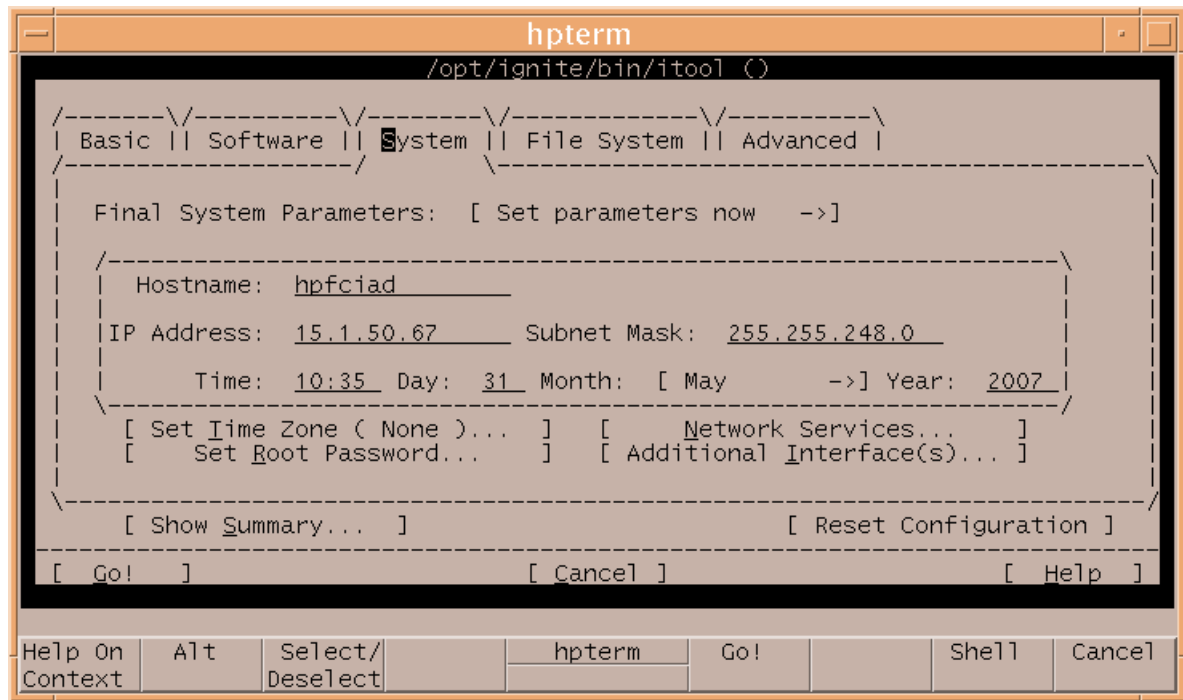 hpterm
/opt/ignite/bin/itool ()
/-------\/----------\/--------\/-------------\/----------\
| Basic || Software || System || File System || Advanced |
/--------------------/        \---------------------------------------------\
Final System Parameters: [ Set parameters now ->]
/------------------------------------------------------------------\
| Hostname: hpfciad |
|IP Address: 15.1.50.67 Subnet Mask: 255.255.248.0 |
| Time: 10:35 Day: 31 Month: [ May ->] Year: 2007 |
\------------------------------------------------------------------/
[ Set Time Zone ( None )... ] [ Network Services... ]
[ Set Root Password... ] [ Additional Interface(s)... ]
\---------------------------------------------------------------------------/
[ Show Summary... ] [ Reset Configuration ]
[ Go! ] [ Cancel ] [ Help ]
Help On Context Alt Select/Deselect hpterm Go! Shell Cancel